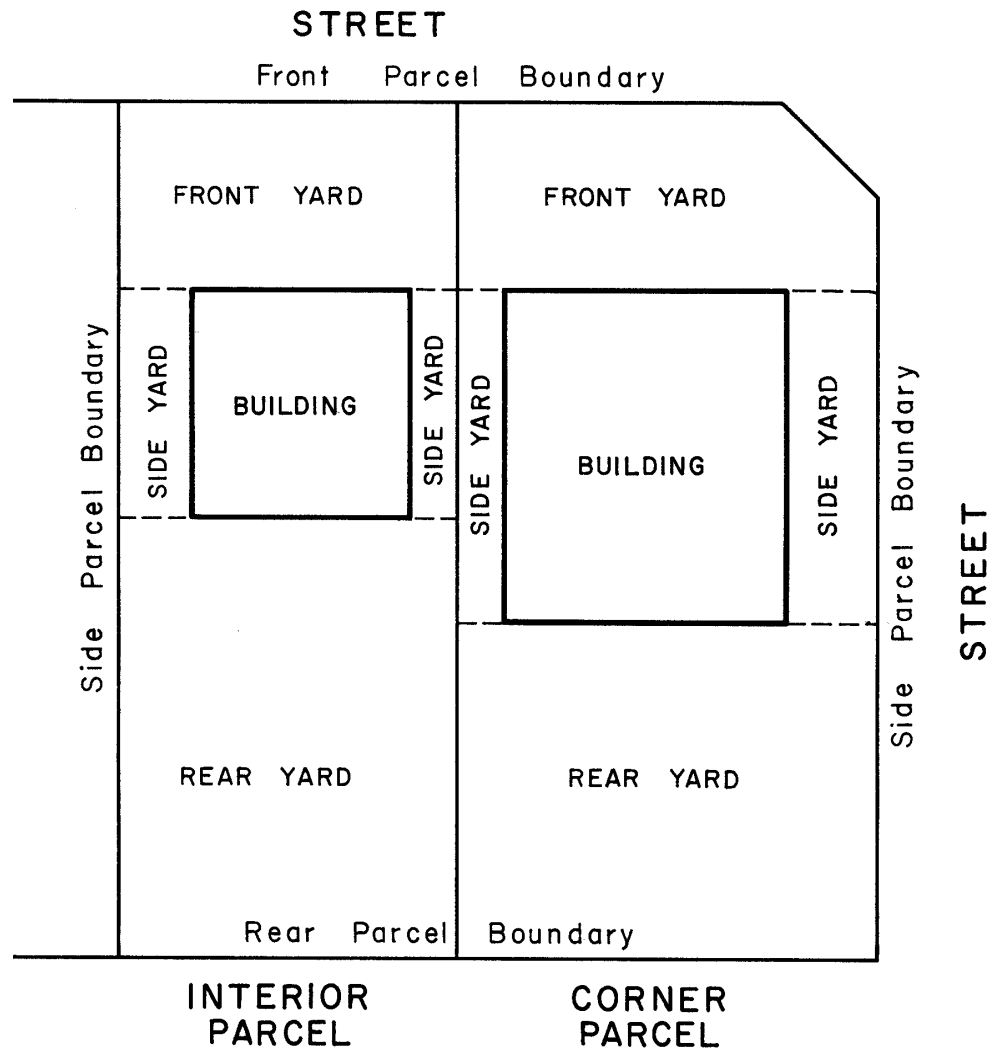 STREET
Front Parcel Boundary
FRONT YARD
FRONT YARD
Side Parcel Boundary
SIDE YARD
BUILDING
SIDE YARD
SIDE YARD
BUILDING
SIDE YARD
Side Parcel Boundary
STREET
REAR YARD
REAR YARD
Rear Parcel Boundary
INTERIOR
PARCEL
CORNER
PARCEL